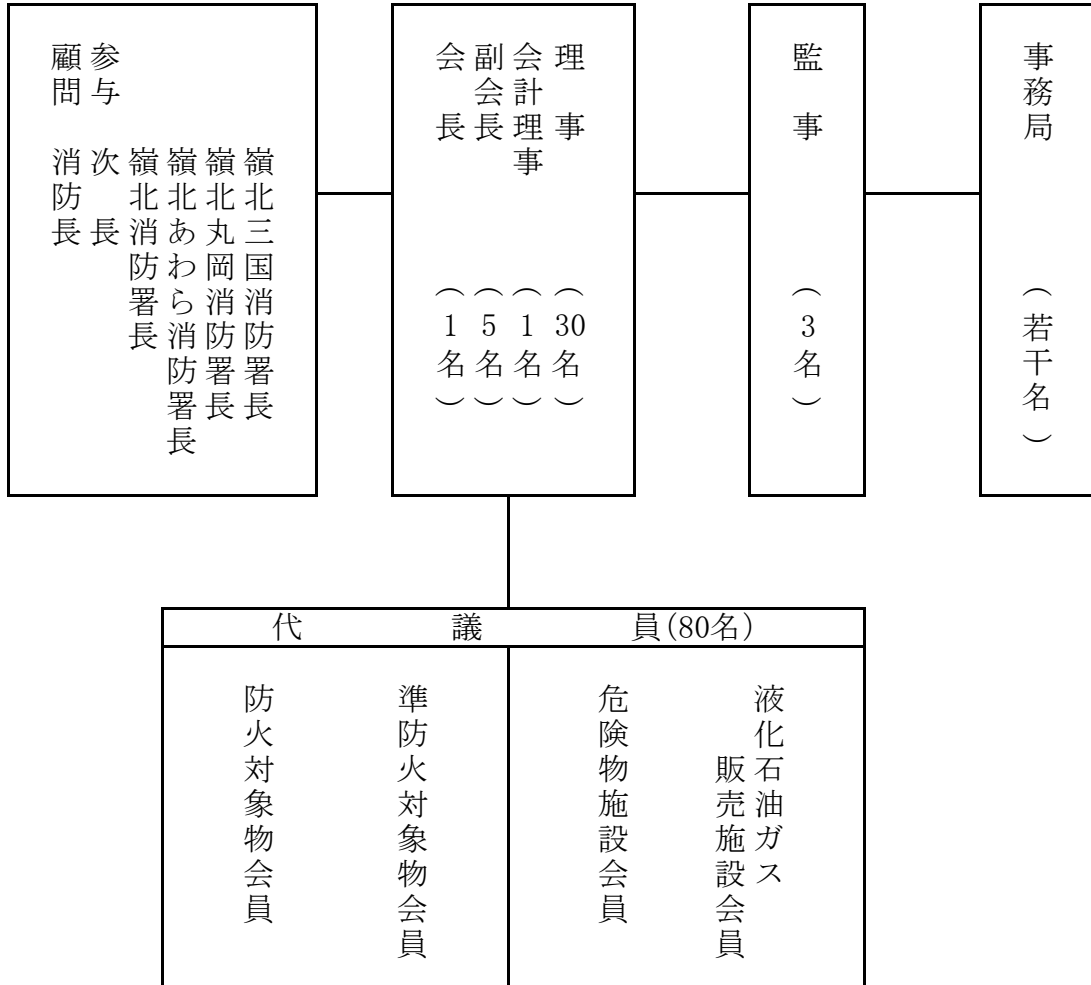 顧問 消防長
参与 次長
嶺北消防署長
嶺北あわら消防署長
嶺北丸岡消防署長
嶺北三国消防署長
会長 (1名)
副会長 (5名)
会計理事 (1名)
理事 (30名)
監事 (3名)
事務局 (若干名)
代議員(80名)
防火対象物会員
準防火対象物会員
危険物施設会員
液化石油ガス
販売施設会員